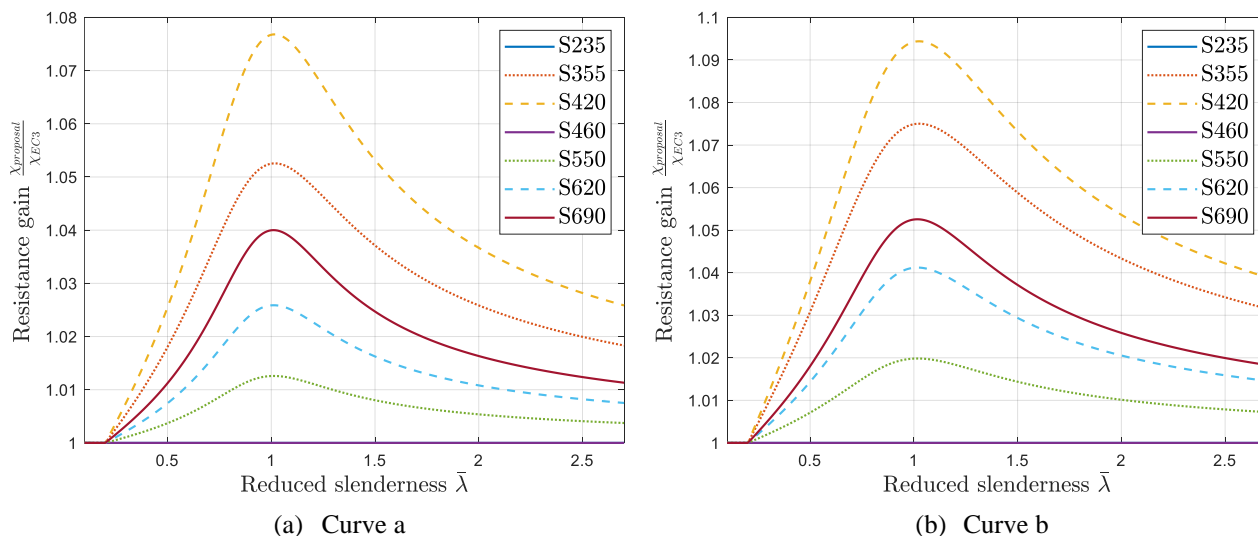 1.08
1.07
1.06
1.05
1.04
1.03
1.02
1.01
1
Resistance gain χproposal/χEC3
0.5 1 1.5 2 2.5
Reduced slenderness λ̄
S235
S355
S420
S460
S550
S620
S690
(a) Curve a
1.1
1.09
1.08
1.07
1.06
1.05
1.04
1.03
1.02
1.01
1
Resistance gain χproposal/χEC3
0.5 1 1.5 2 2.5
Reduced slenderness λ̄
S235
S355
S420
S460
S550
S620
S690
(b) Curve b